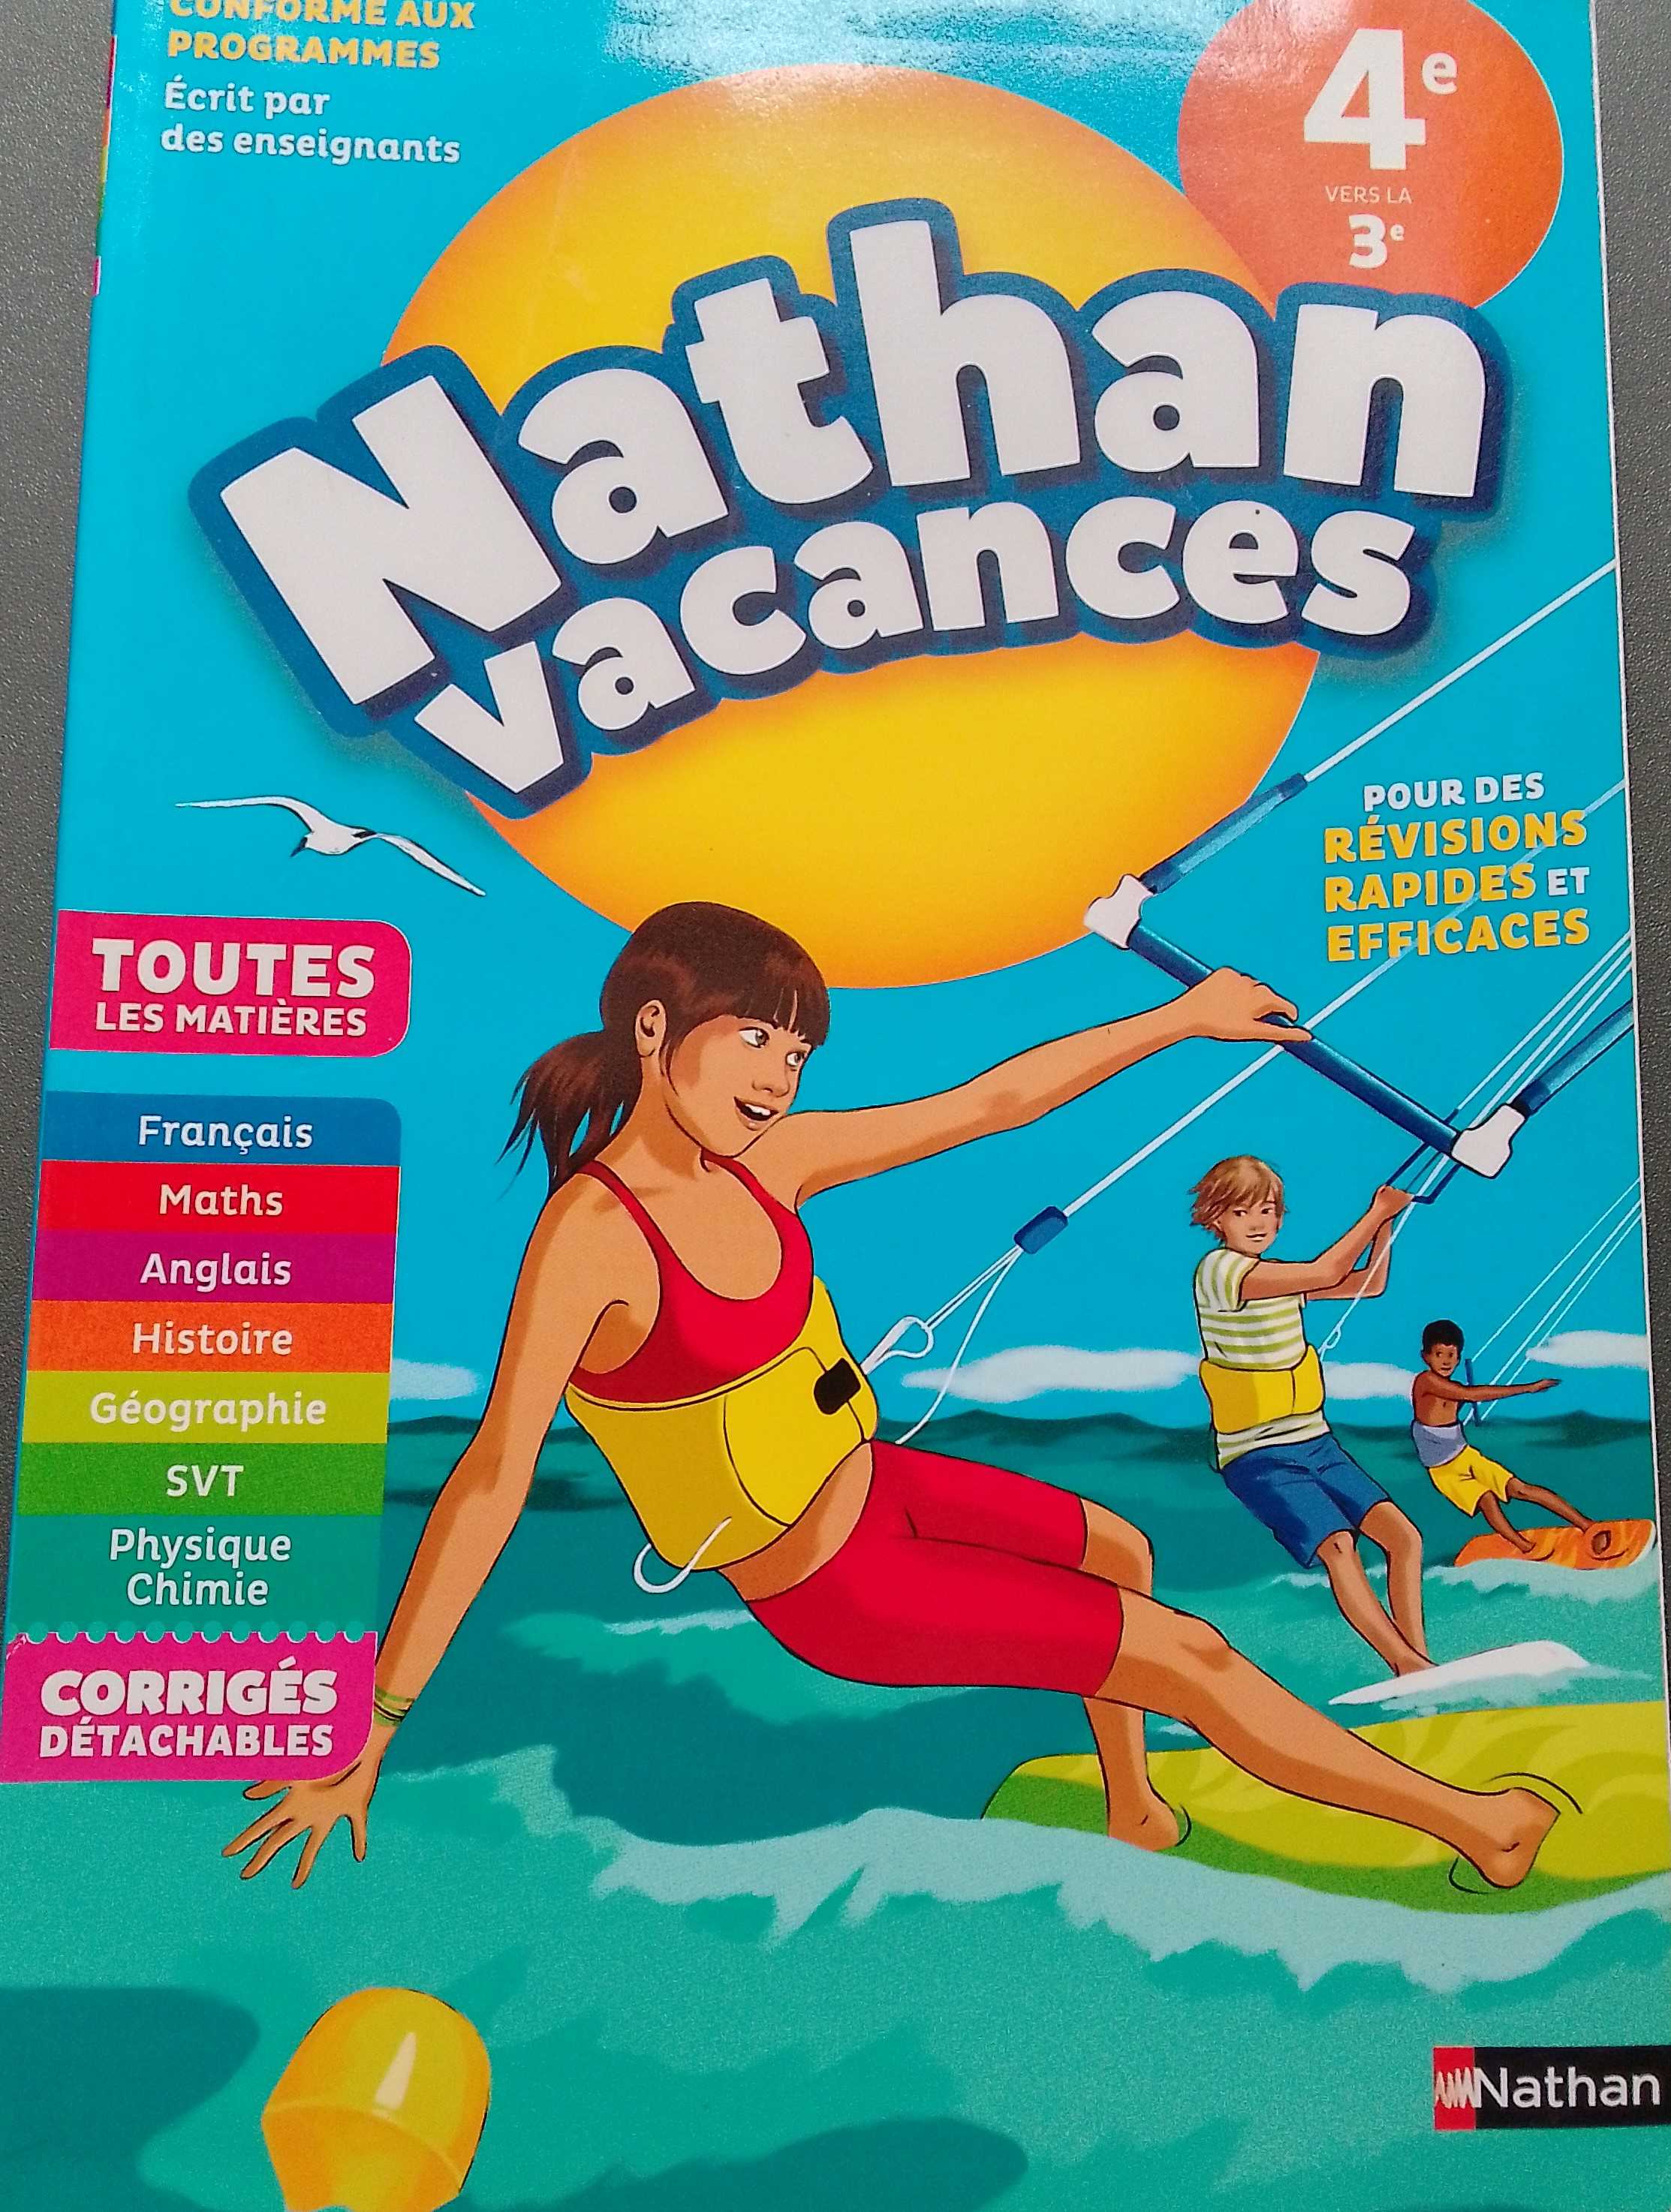 CONFORME AUX
PROGRAMMES
Écrit par
des enseignants
4e
VERS LA
3e
Nathan
vacances
POUR DES
RÉVISIONS
RAPIDES ET
EFFICACES
TOUTES
LES MATIÈRES
Français
Maths
Anglais
Histoire
Géographie
SVT
Physique
Chimie
CORRIGÉS
DÉTACHABLES
Nathan